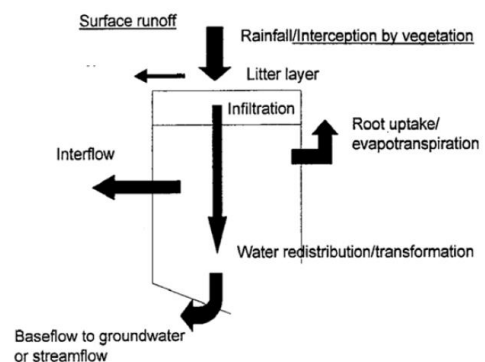 Surface runoff
Rainfall/Interception by vegetation
Litter layer
Infiltration
Root uptake/
evapotranspiration
Interflow
Water redistribution/transformation
Baseflow to groundwater
or streamflow